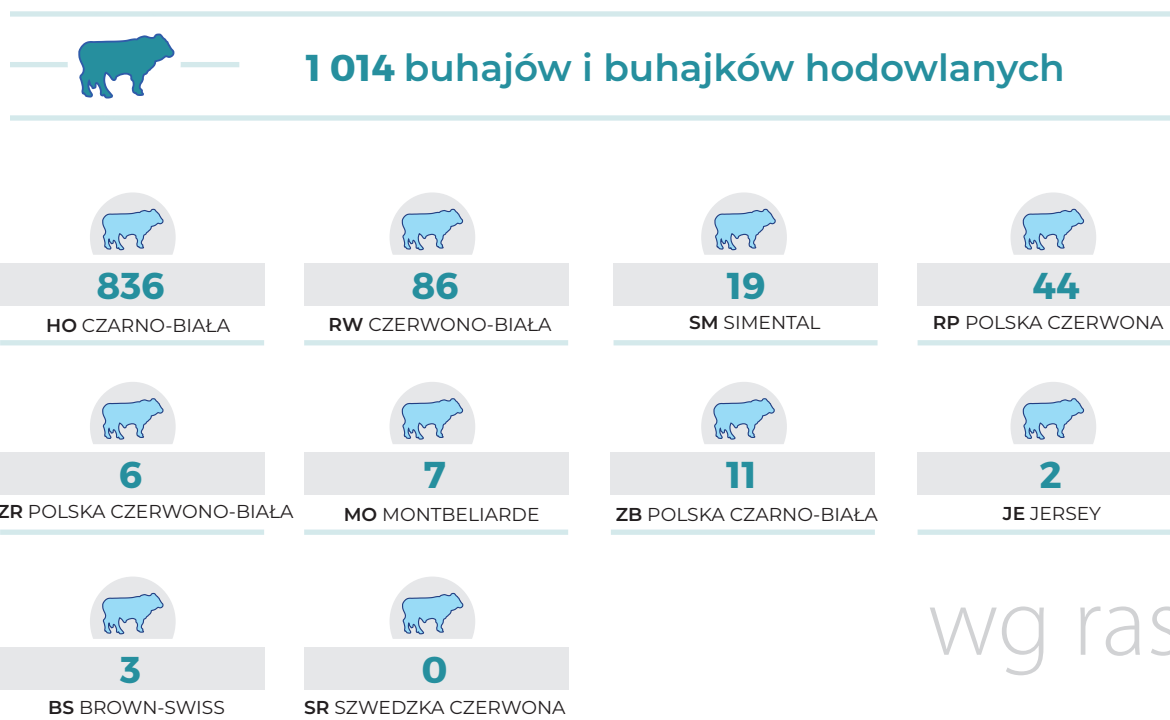 1 014 buhajów i buhajków hodowlanych
836
HO CZARNO-BIAŁA
86
RW CZERWONO-BIAŁA
19
SM SIMENTAL
44
RP POLSKA CZERWONA
6
ZR POLSKA CZERWONO-BIAŁA
7
MO MONTBELIARDE
11
ZB POLSKA CZARNO-BIAŁA
2
JE JERSEY
3
BS BROWN-SWISS
0
SR SZWEDZKA CZERWONA
wg ras